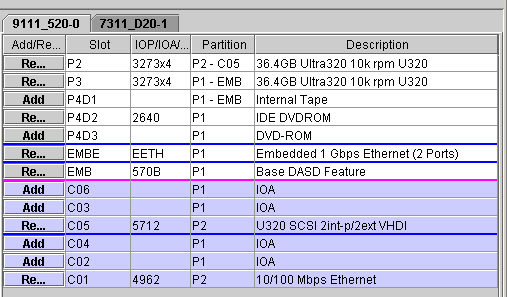 9111_520-0 7311_D20-1
Add/Re... Slot IOP/IOA/... Partition Description
Re... P2 3273x4 P2 - C05 36.4GB Ultra320 10k rpm U320
Re... P3 3273x4 P1 - EMB 36.4GB Ultra320 10k rpm U320
Add P4D1 P1 - EMB Internal Tape
Re... P4D2 2640 P1 IDE DVDROM
Add P4D3 P1 DVD-ROM
Re... EMBE EETH P1 Embedded 1 Gbps Ethernet (2 Ports)
Re... EMB 570B P1 Base DASD Feature
Add C06 P1 IOA
Add C03 P1 IOA
Re... C05 5712 P2 U320 SCSI 2int-p/2ext VHDI
Add C04 P1 IOA
Add C02 P1 IOA
Re... C01 4962 P2 10/100 Mbps Ethernet